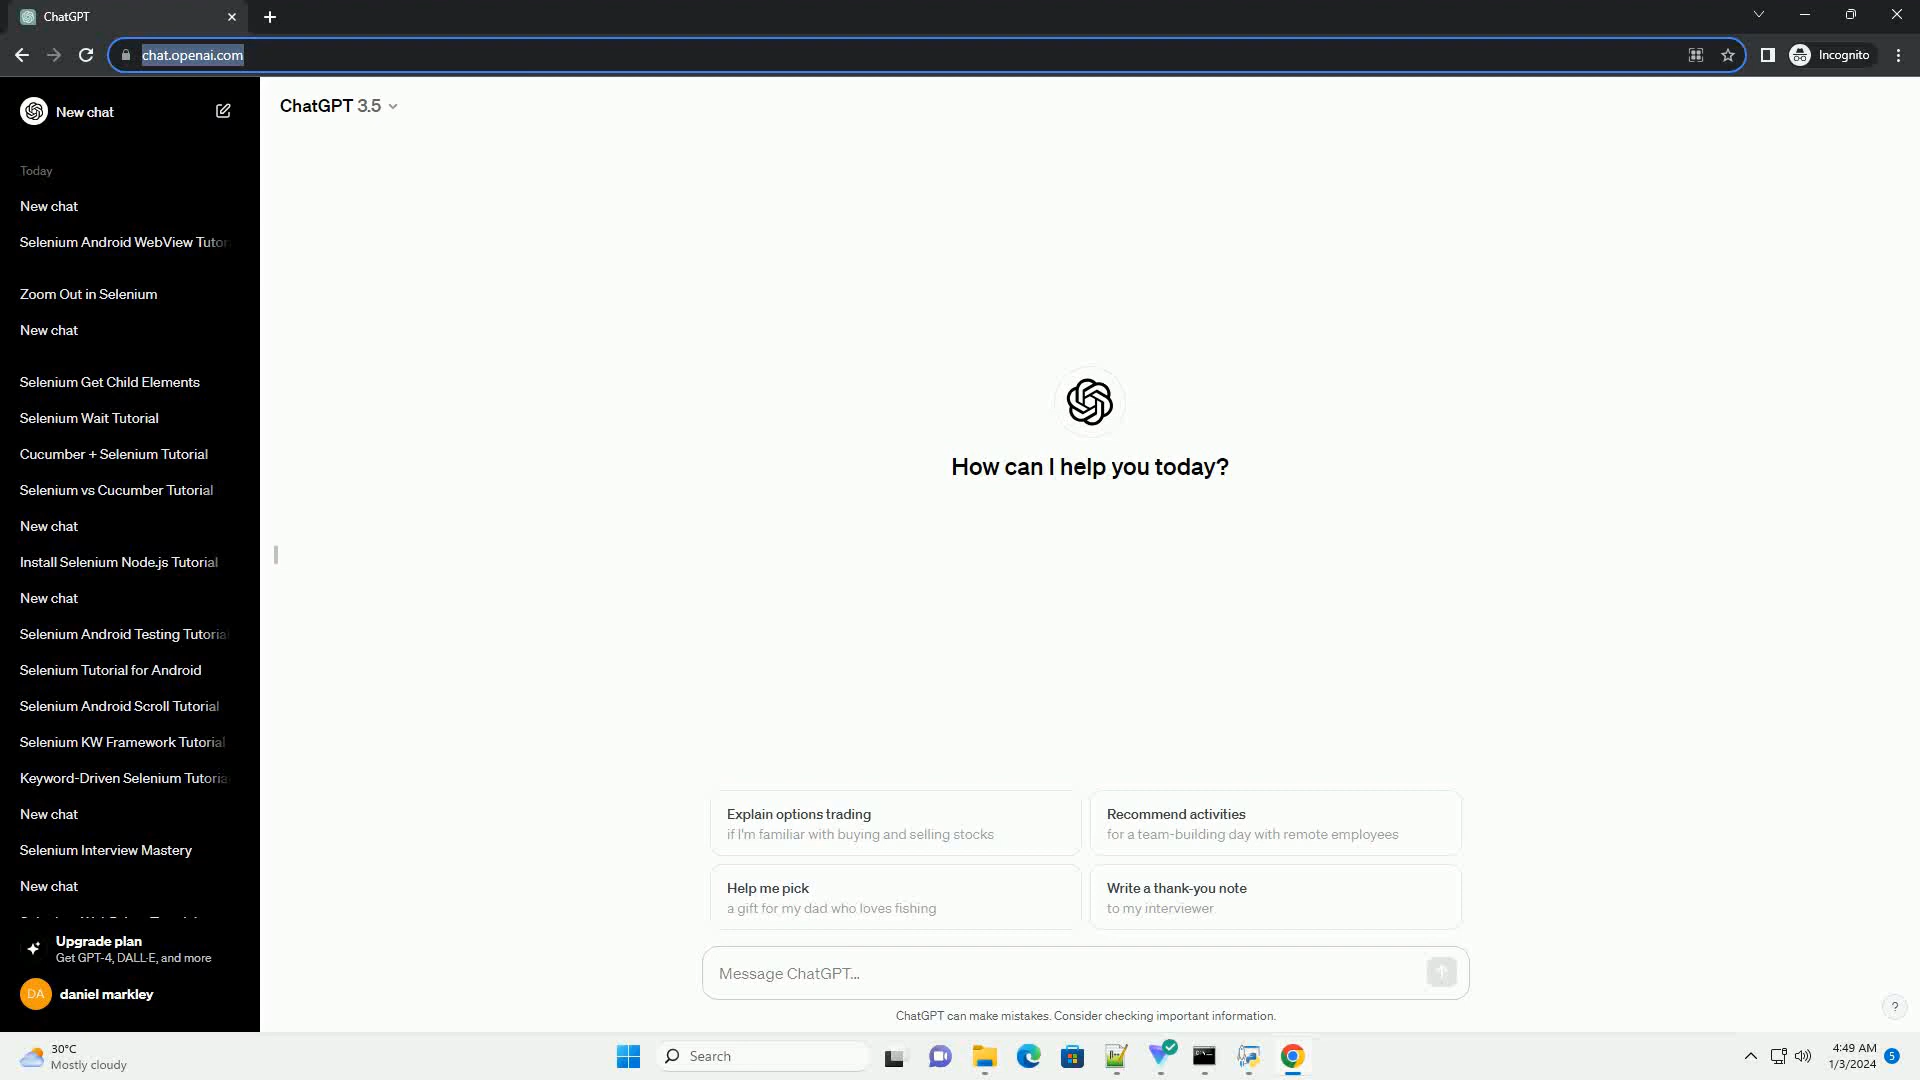 ChatGPT
chat.openai.com
Incognito
New chat
ChatGPT 3.5
Today
New chat
Selenium Android WebView Tutor
Zoom Out in Selenium
New chat
Selenium Get Child Elements
Selenium Wait Tutorial
Cucumber + Selenium Tutorial
Selenium vs Cucumber Tutorial
New chat
Install Selenium Node.js Tutorial
New chat
Selenium Android Testing Tutorial
Selenium Tutorial for Android
Selenium Android Scroll Tutorial
Selenium KW Framework Tutorial
Keyword-Driven Selenium Tutoria
New chat
Selenium Interview Mastery
New chat
Upgrade plan
Get GPT-4, DALL·E, and more
DA
daniel markley
How can I help you today?
Explain options trading
if I'm familiar with buying and selling stocks
Recommend activities
for a team-building day with remote employees
Help me pick
a gift for my dad who loves fishing
Write a thank-you note
to my interviewer
Message ChatGPT...
ChatGPT can make mistakes. Consider checking important information.
?
30°C
Mostly cloudy
Search
4:49 AM
1/3/2024
5